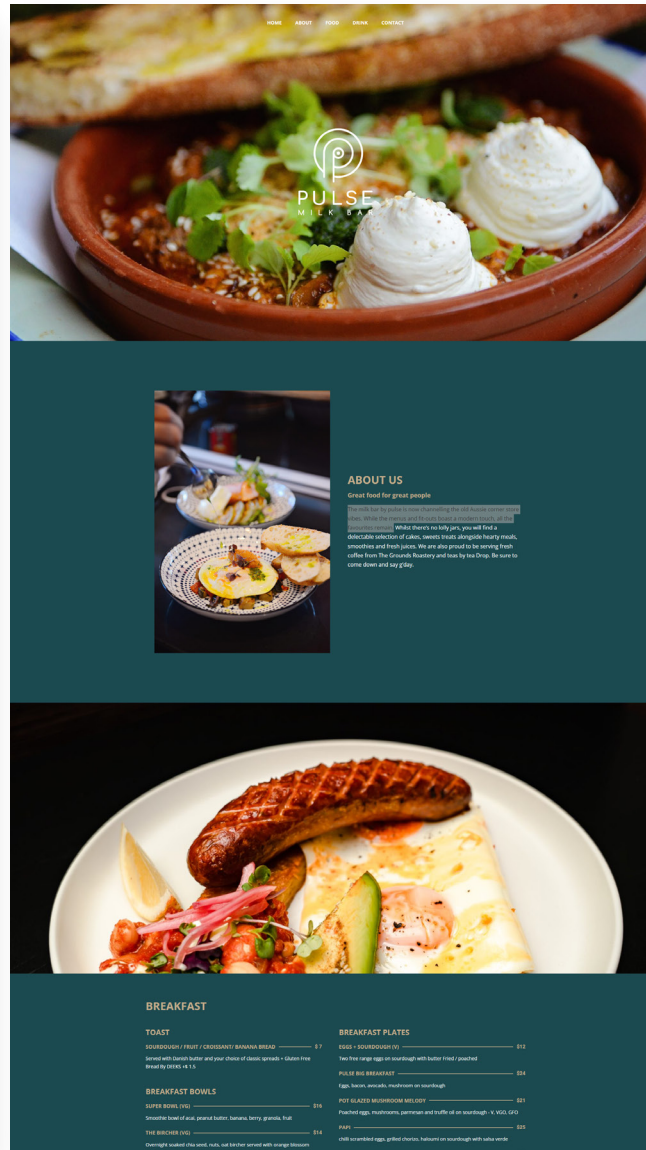 HOME ABOUT FOOD DRINK CONTACT
PULSE
MILK BAR
ABOUT US
Great food for great people
The milk bar by pulse is now channelling the old Aussie corner store
vibes. While the menus and fit-outs boast a modern touch, all the
favourites remain. Whilst there's no lolly jars, you will find a
delectable selection of cakes, sweets treats alongside hearty meals,
smoothies and fresh juices. We are also proud to be serving fresh
coffee from The Grounds Roastery and teas by tea Drop. Be sure to
come down and say g'day.
BREAKFAST
TOAST
SOURDOUGH / FRUIT / CROISSANT/ BANANA BREAD $ 7
Served with Danish butter and your choice of classic spreads + Gluten Free
Bread By DEEKS +$ 1.5
BREAKFAST BOWLS
SUPER BOWL (VG) $16
Smoothie bowl of acai, peanut butter, banana, berry, granola, fruit
THE BIRCHER (VG) $14
Overnight soaked chia seed, nuts, oat bircher served with orange blossom
BREAKFAST PLATES
EGGS + SOURDOUGH (V) $12
Two free range eggs on sourdough with butter Fried / poached
PULSE BIG BREAKFAST $24
Eggs, bacon, avocado, mushroom on sourdough
POT GLAZED MUSHROOM MELODY $21
Poached eggs, mushrooms, parmesan and truffle oil on sourdough - V, VGO, GFO
PAPI $25
chilli scrambled eggs, grilled chorizo, haloumi on sourdough with salsa verde